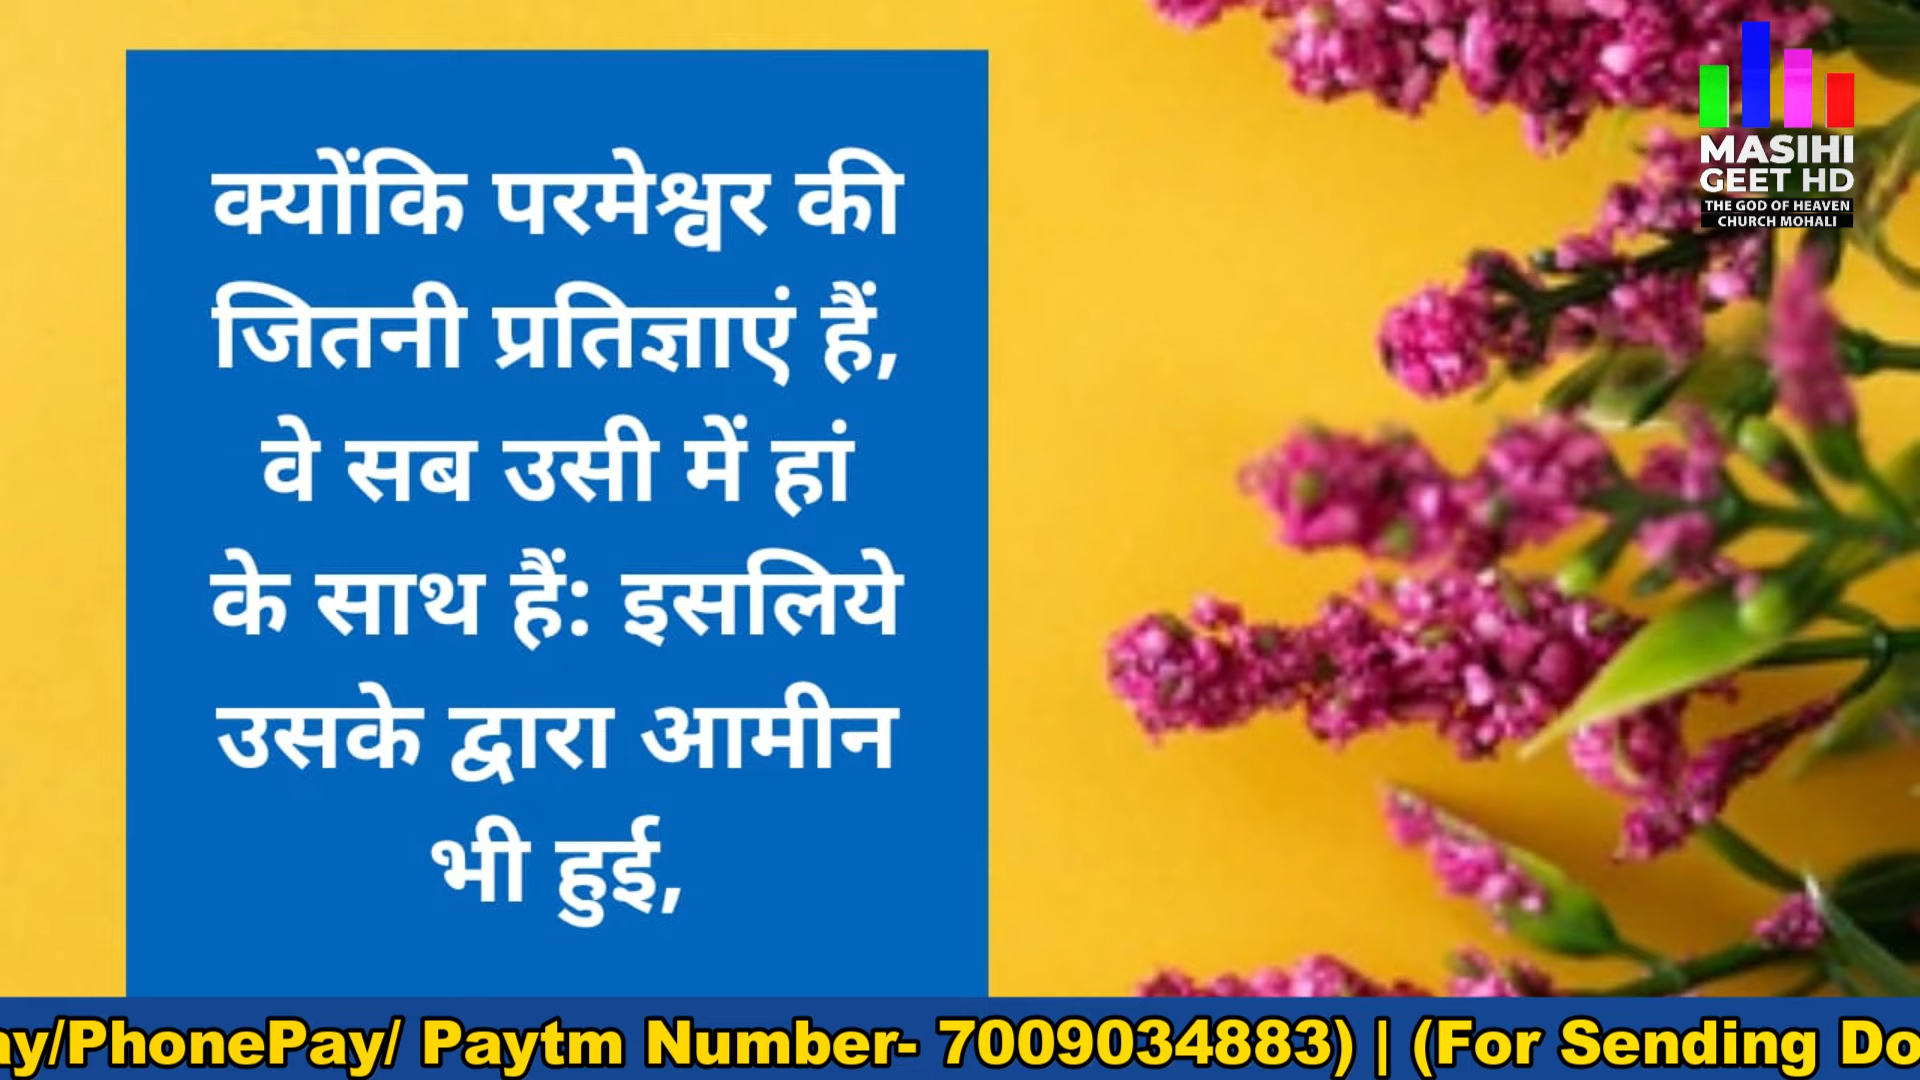 क्योंकि परमेश्वर की
जितनी प्रतिज्ञाएं हैं,
वे सब उसी में हां
के साथ हैं: इसलिये
उसके द्वारा आमीन
भी हुई,
MASIHI
GEET HD
THE GOD OF HEAVEN
CHURCH MOHALI
ay/PhonePay/ Paytm Number- 7009034883) | (For Sending Do